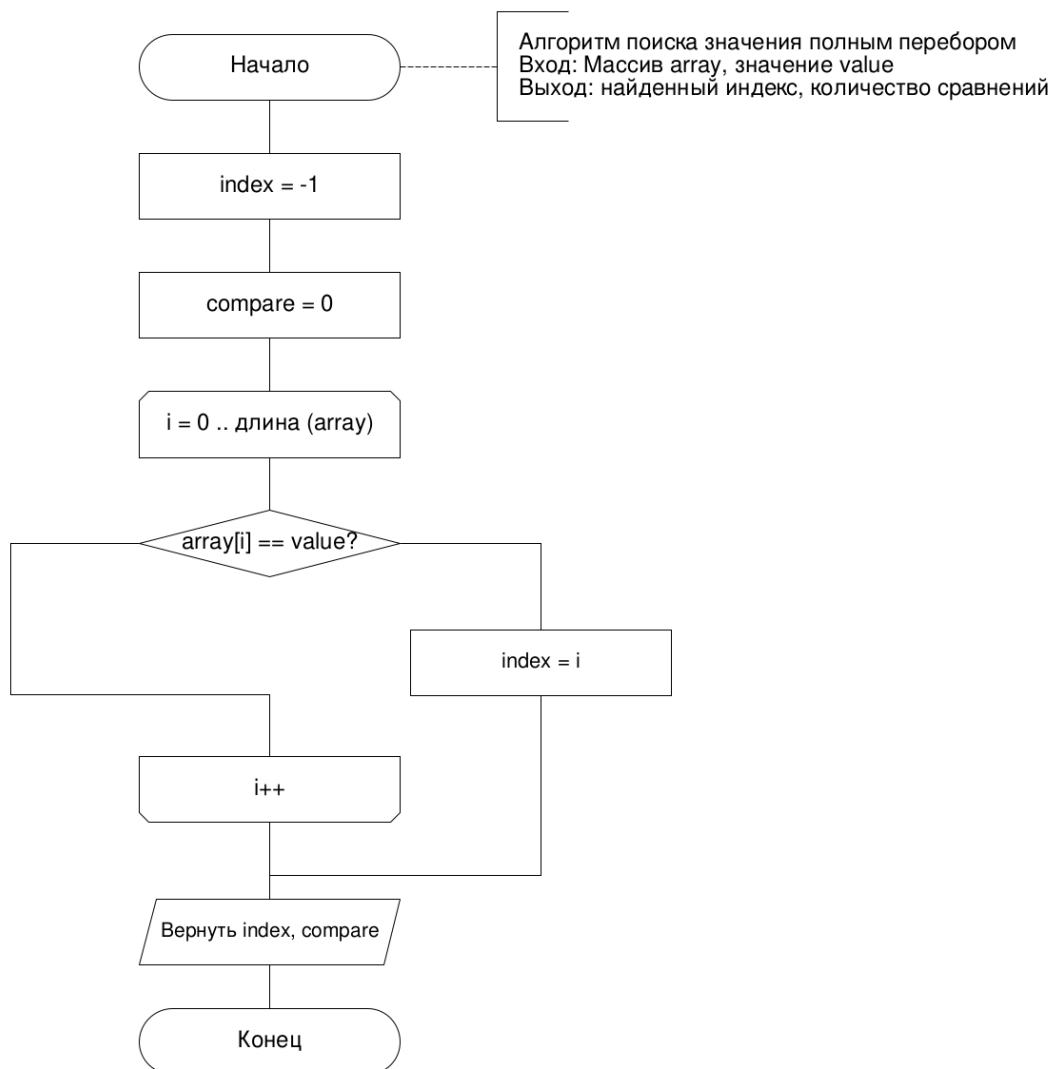 Начало
Алгоритм поиска значения полным перебором
Вход: Массив array, значение value
Выход: найденный индекс, количество сравнений
index = -1
compare = 0
i = 0 .. длина (array)
array[i] == value?
index = i
i++
Вернуть index, compare
Конец